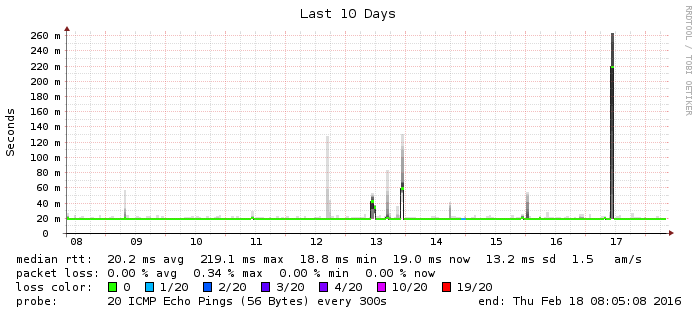 Last 10 Days
RRDTOOL / TOBI OETIKER
Seconds
260 m
240 m
220 m
200 m
180 m
160 m
140 m
120 m
100 m
80 m
60 m
40 m
20 m
0
08 09 10 11 12 13 14 15 16 17
median rtt: 20.2 ms avg 219.1 ms max 18.8 ms min 19.0 ms now 13.2 ms sd 1.5 am/s
packet loss: 0.00 % avg 0.34 % max 0.00 % min 0.00 % now
loss color: 0 1/20 2/20 3/20 4/20 10/20 19/20
probe: 20 ICMP Echo Pings (56 Bytes) every 300s end: Thu Feb 18 08:05:08 2016